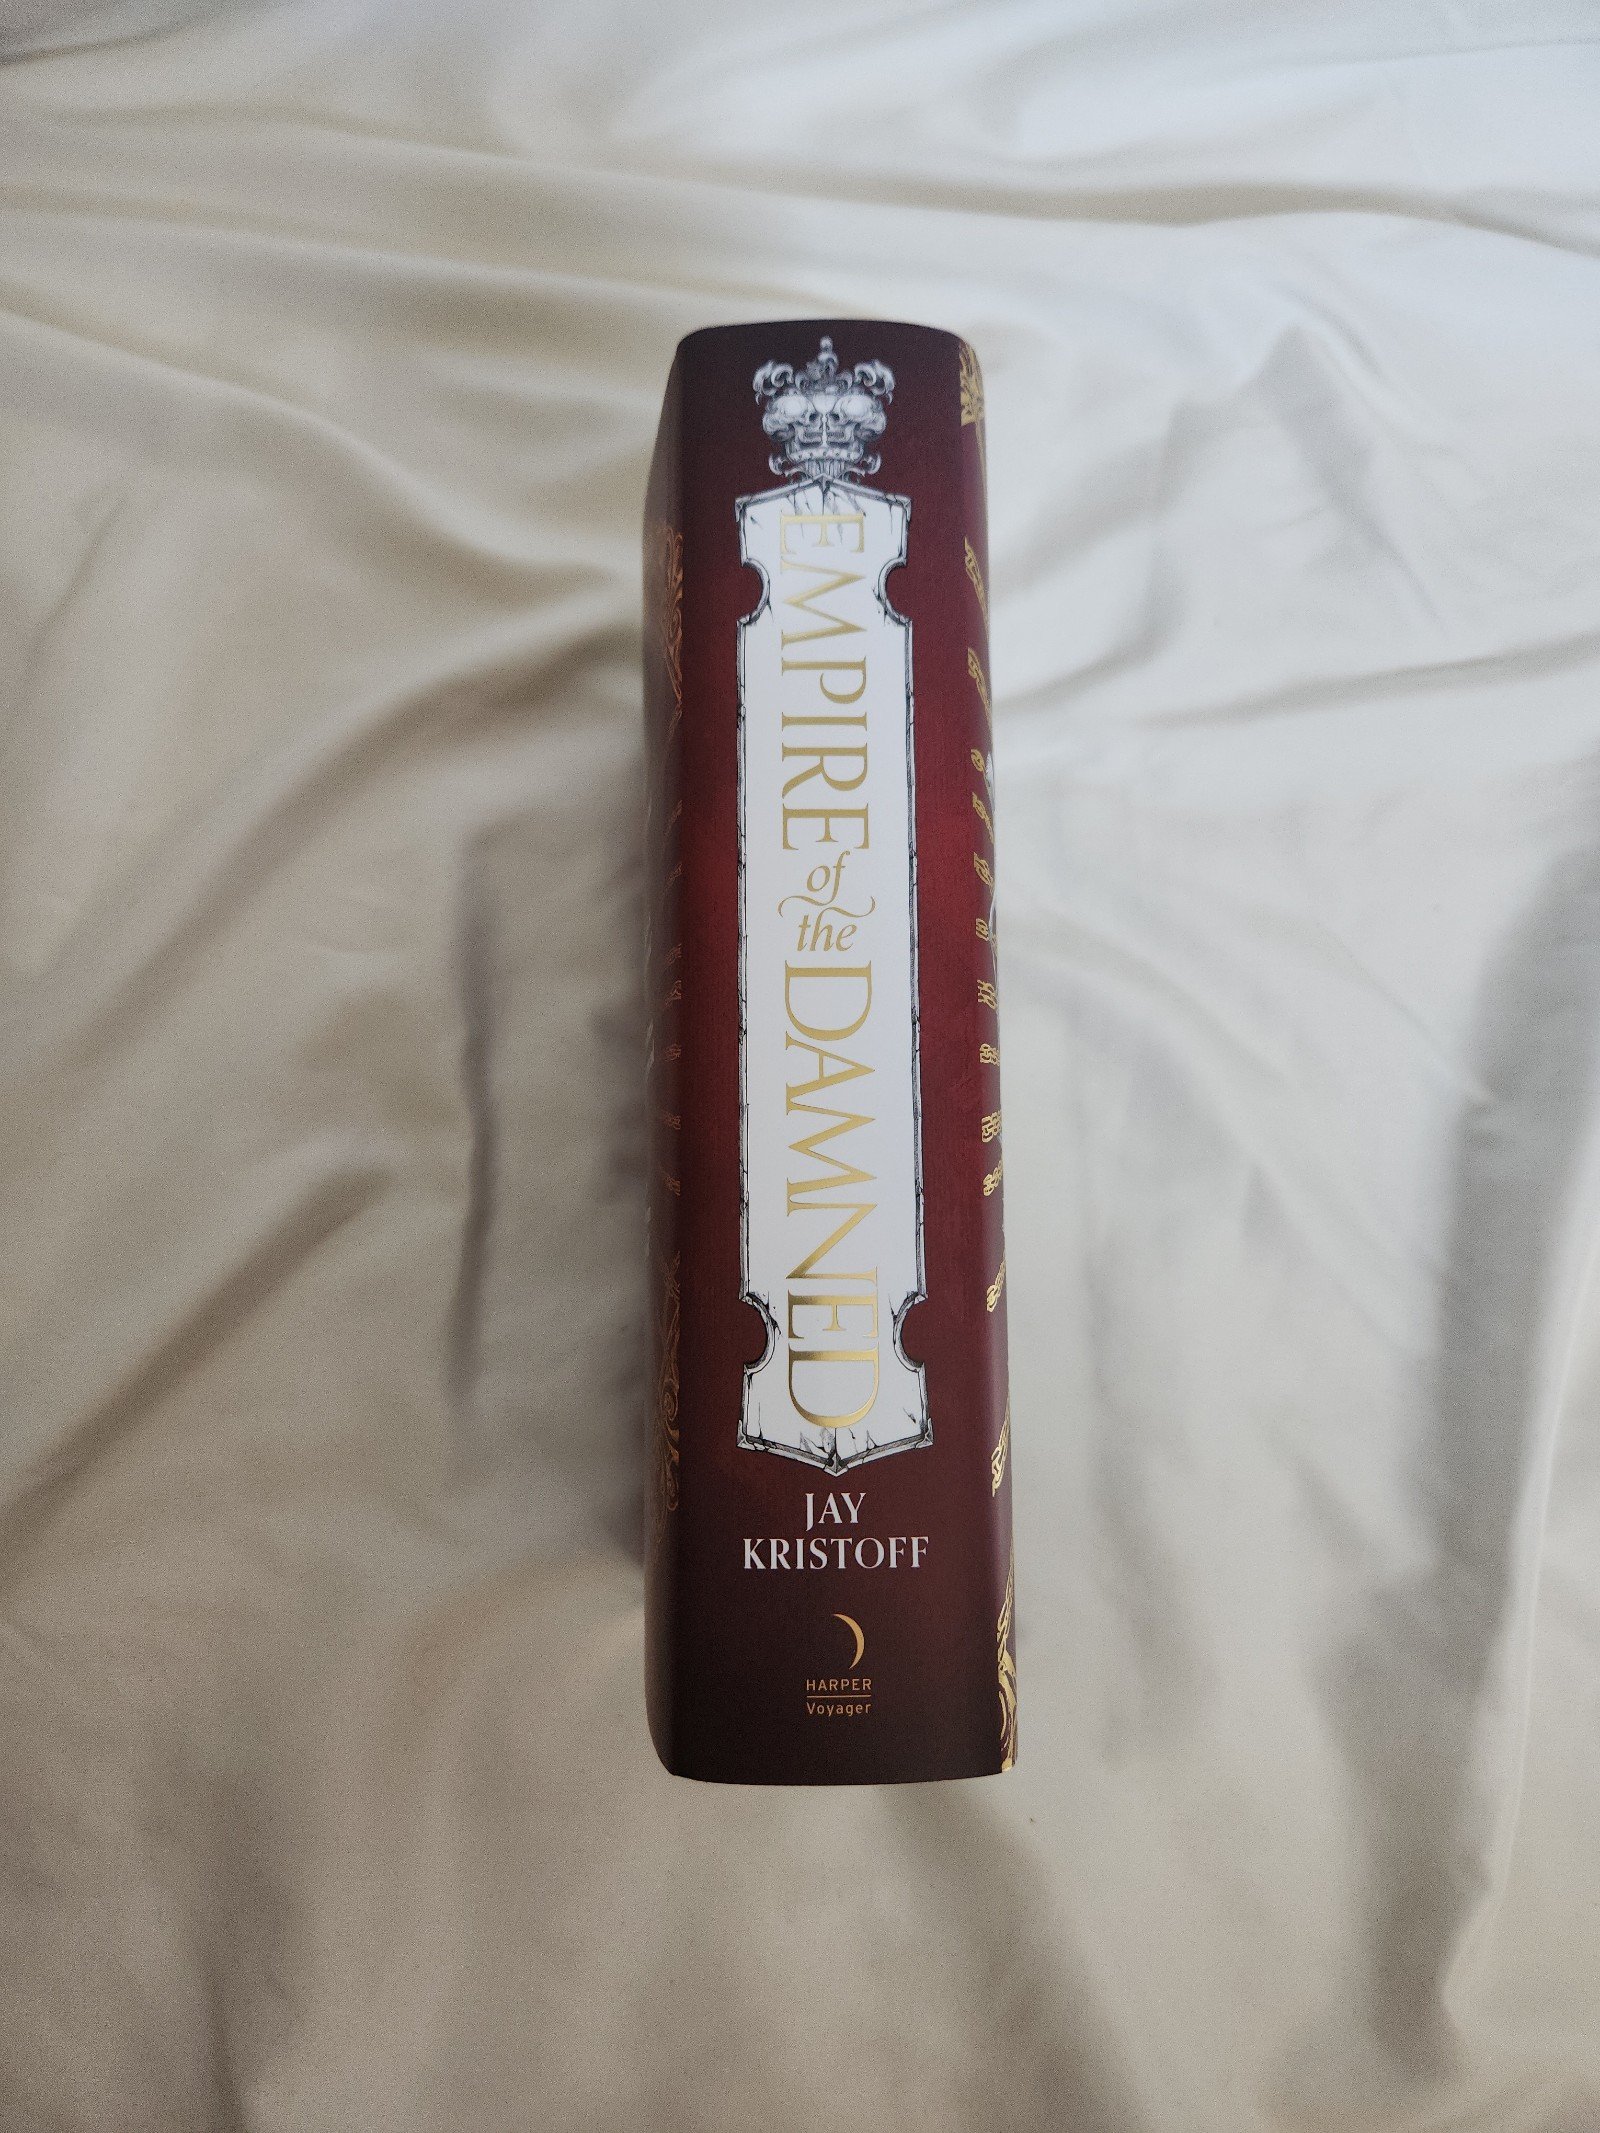 EMPIRE of the DAMNED
JAY
KRISTOFF
HARPER
Voyager